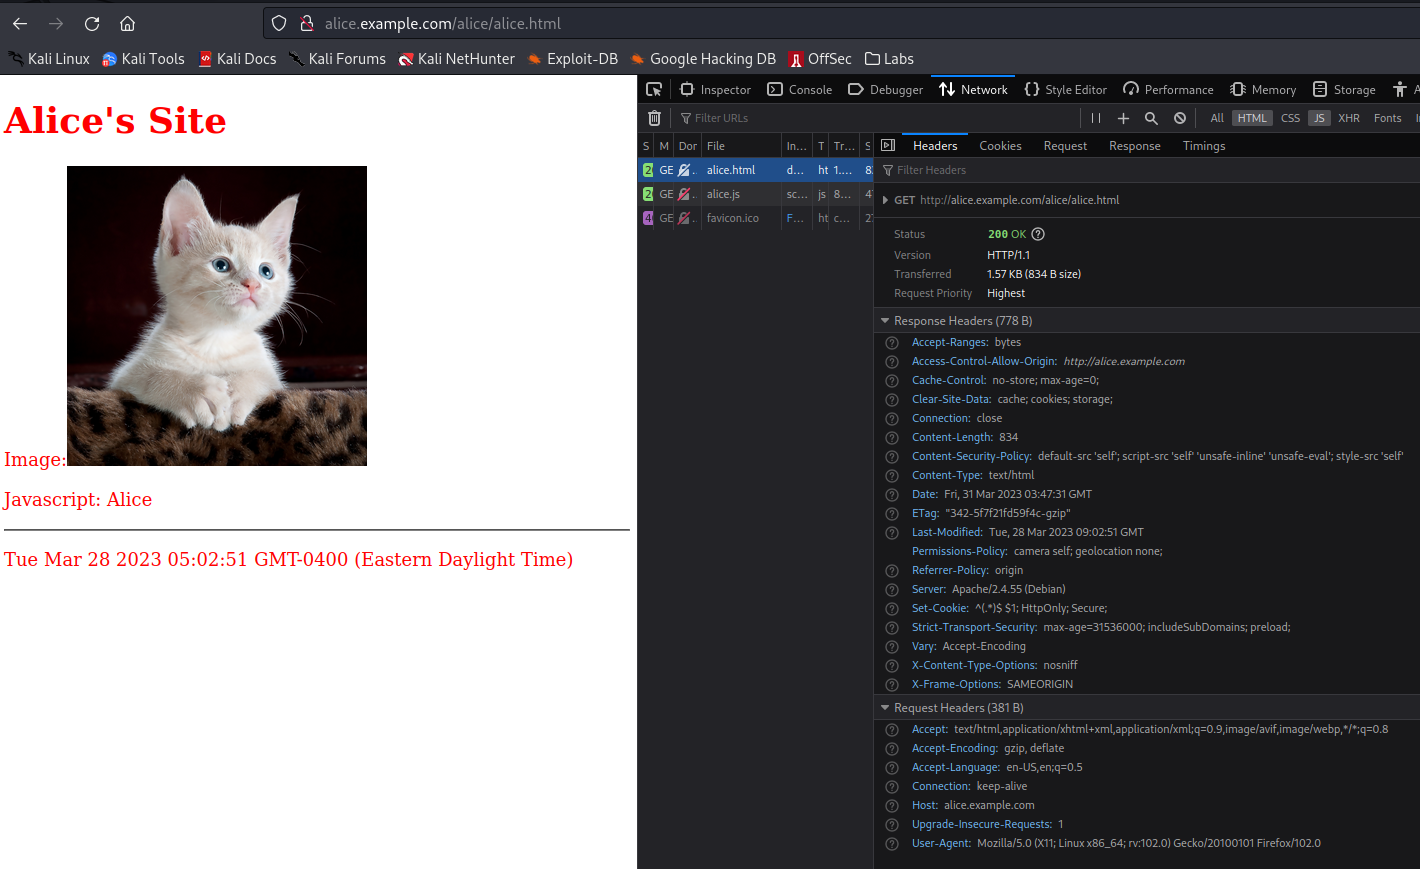 alice.example.com/alice/alice.html
Kali Linux Kali Tools Kali Docs Kali Forums Kali NetHunter Exploit-DB Google Hacking DB OffSec Labs
Alice's Site
Image:
Javascript: Alice
Tue Mar 28 2023 05:02:51 GMT-0400 (Eastern Daylight Time)
Inspector Console Debugger Network Style Editor Performance Memory Storage A
Filter URLs
All HTML CSS JS XHR Fonts
S M Dor File In... T Tr... S
2 GE .. alice.html d... ht 1.... 8
2 GE .. alice.js sc... js 8... 4
4 GE .. favicon.ico F... ht c... 2
Headers Cookies Request Response Timings
Filter Headers
GET http://alice.example.com/alice/alice.html
Status 200 OK
Version HTTP/1.1
Transferred 1.57 KB (834 B size)
Request Priority Highest
Response Headers (778 B)
Accept-Ranges: bytes
Access-Control-Allow-Origin: http://alice.example.com
Cache-Control: no-store; max-age=0;
Clear-Site-Data: cache; cookies; storage;
Connection: close
Content-Length: 834
Content-Security-Policy: default-src 'self'; script-src 'self' 'unsafe-inline' 'unsafe-eval'; style-src 'self'
Content-Type: text/html
Date: Fri, 31 Mar 2023 03:47:31 GMT
ETag: "342-5f7f21fd59f4c-gzip"
Last-Modified: Tue, 28 Mar 2023 09:02:51 GMT
Permissions-Policy: camera self; geolocation none;
Referrer-Policy: origin
Server: Apache/2.4.55 (Debian)
Set-Cookie: ^(.*)$ $1; HttpOnly; Secure;
Strict-Transport-Security: max-age=31536000; includeSubDomains; preload;
Vary: Accept-Encoding
X-Content-Type-Options: nosniff
X-Frame-Options: SAMEORIGIN
Request Headers (381 B)
Accept: text/html,application/xhtml+xml,application/xml;q=0.9,image/avif,image/webp,*/*;q=0.8
Accept-Encoding: gzip, deflate
Accept-Language: en-US,en;q=0.5
Connection: keep-alive
Host: alice.example.com
Upgrade-Insecure-Requests: 1
User-Agent: Mozilla/5.0 (X11; Linux x86_64; rv:102.0) Gecko/20100101 Firefox/102.0